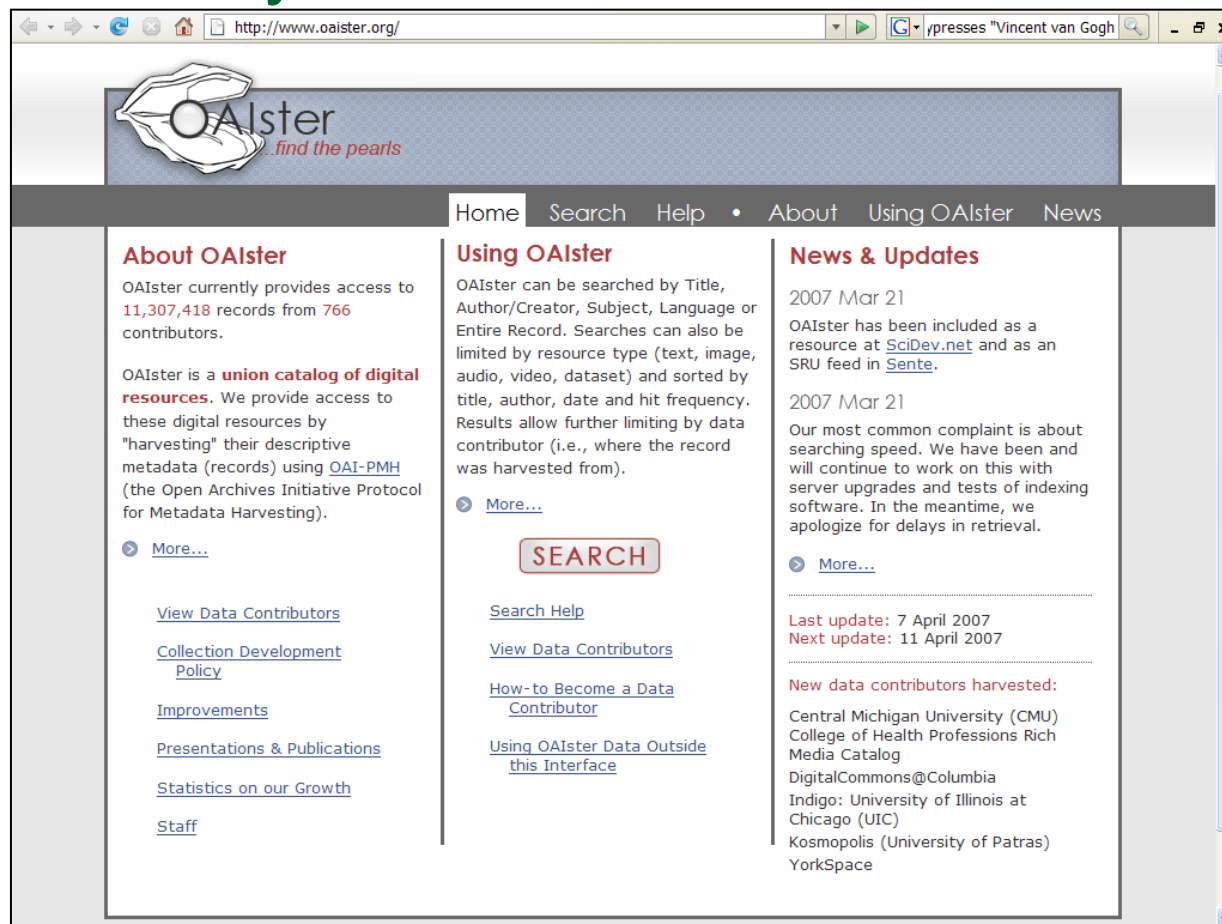 http://www.oaister.org/
ypresses "Vincent van Gogh
OAIster
...find the pearls
Home Search Help • About Using OAIster News
About OAIster
OAIster currently provides access to
11,307,418 records from 766
contributors.
OAIster is a union catalog of digital
resources. We provide access to
these digital resources by
"harvesting" their descriptive
metadata (records) using OAI-PMH
(the Open Archives Initiative Protocol
for Metadata Harvesting).
More...
View Data Contributors
Collection Development
Policy
Improvements
Presentations & Publications
Statistics on our Growth
Staff
Using OAIster
OAIster can be searched by Title,
Author/Creator, Subject, Language or
Entire Record. Searches can also be
limited by resource type (text, image,
audio, video, dataset) and sorted by
title, author, date and hit frequency.
Results allow further limiting by data
contributor (i.e., where the record
was harvested from).
More...
SEARCH
Search Help
View Data Contributors
How-to Become a Data
Contributor
Using OAIster Data Outside
this Interface
News & Updates
2007 Mar 21
OAIster has been included as a
resource at SciDev.net and as an
SRU feed in Sente.
2007 Mar 21
Our most common complaint is about
searching speed. We have been and
will continue to work on this with
server upgrades and tests of indexing
software. In the meantime, we
apologize for delays in retrieval.
More...
Last update: 7 April 2007
Next update: 11 April 2007
New data contributors harvested:
Central Michigan University (CMU)
College of Health Professions Rich
Media Catalog
DigitalCommons@Columbia
Indigo: University of Illinois at
Chicago (UIC)
Kosmopolis (University of Patras)
YorkSpace